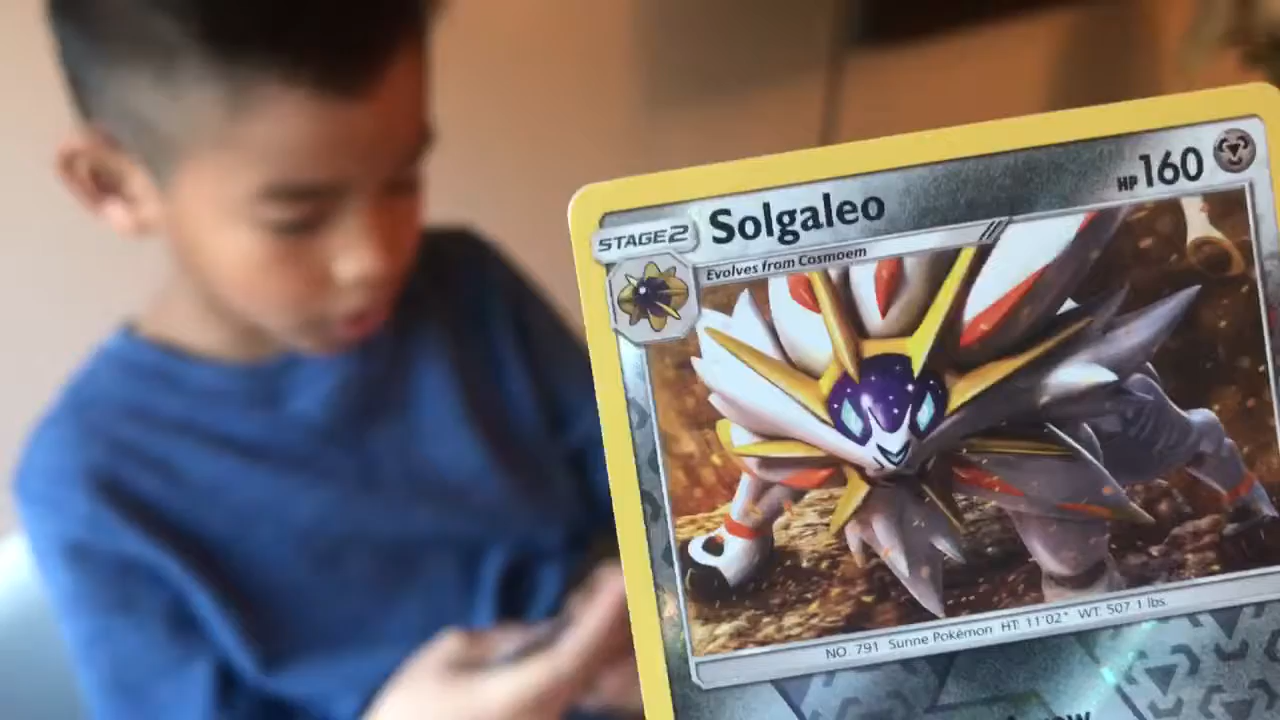 STAGE2 Solgaleo HP 160
Evolves from Cosmoem
NO. 791 Sunne Pokémon HT: 11'02" WT: 507.1 lbs.